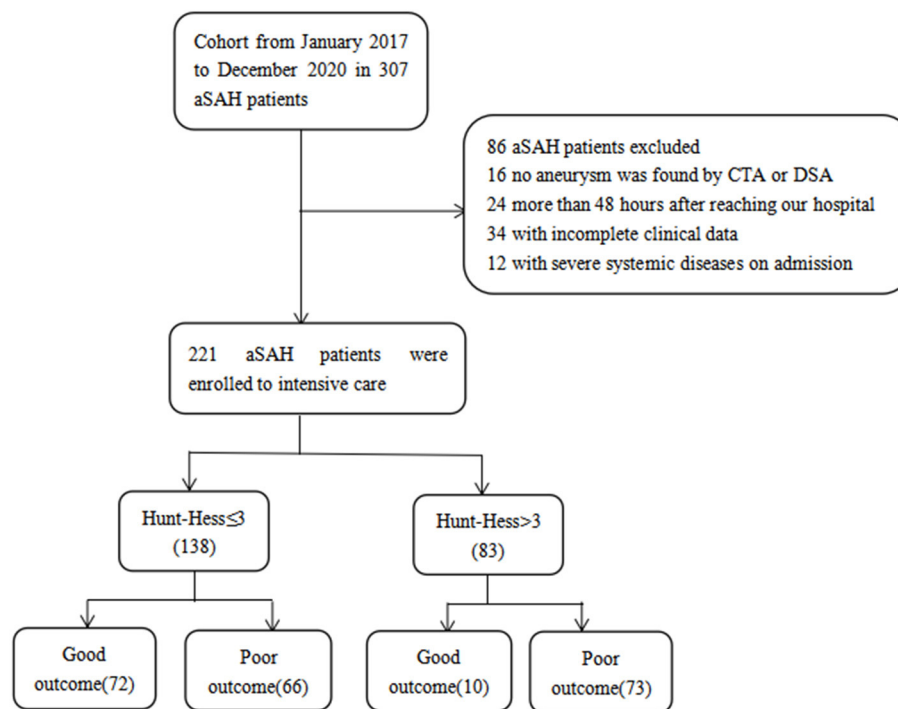 Cohort from January 2017
to December 2020 in 307
aSAH patients
86 aSAH patients excluded
16 no aneurysm was found by CTA or DSA
24 more than 48 hours after reaching our hospital
34 with incomplete clinical data
12 with severe systemic diseases on admission
221 aSAH patients were
enrolled to intensive care
Hunt-Hess≤3
(138)
Hunt-Hess>3
(83)
Good
outcome(72)
Poor
outcome(66)
Good
outcome(10)
Poor
outcome(73)